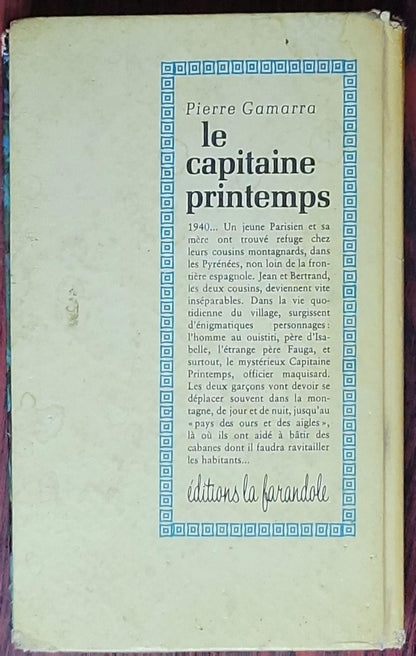 Pierre Gamarra
le
capitaine
printemps
1940... Un jeune Parisien et sa
mère ont trouvé refuge chez
leurs cousins montagnards, dans
les Pyrénées, non loin de la fron-
tière espagnole. Jean et Bertrand,
les deux cousins, deviennent vite
inséparables. Dans la vie quo-
tidienne du village, surgissent
d'énigmatiques personnages :
l'homme au ouistiti, père d'Isa-
belle, l'étrange père Fauga, et
surtout, le mystérieux Capitaine
Printemps, officier maquisard.
Les deux garçons vont devoir se
déplacer souvent dans la mon-
tagne, de jour et de nuit, jusqu'au
« pays des ours et des aigles »,
là où ils ont aidé à bâtir des
cabanes dont il faudra ravitailler
les habitants...
éditions la farandole